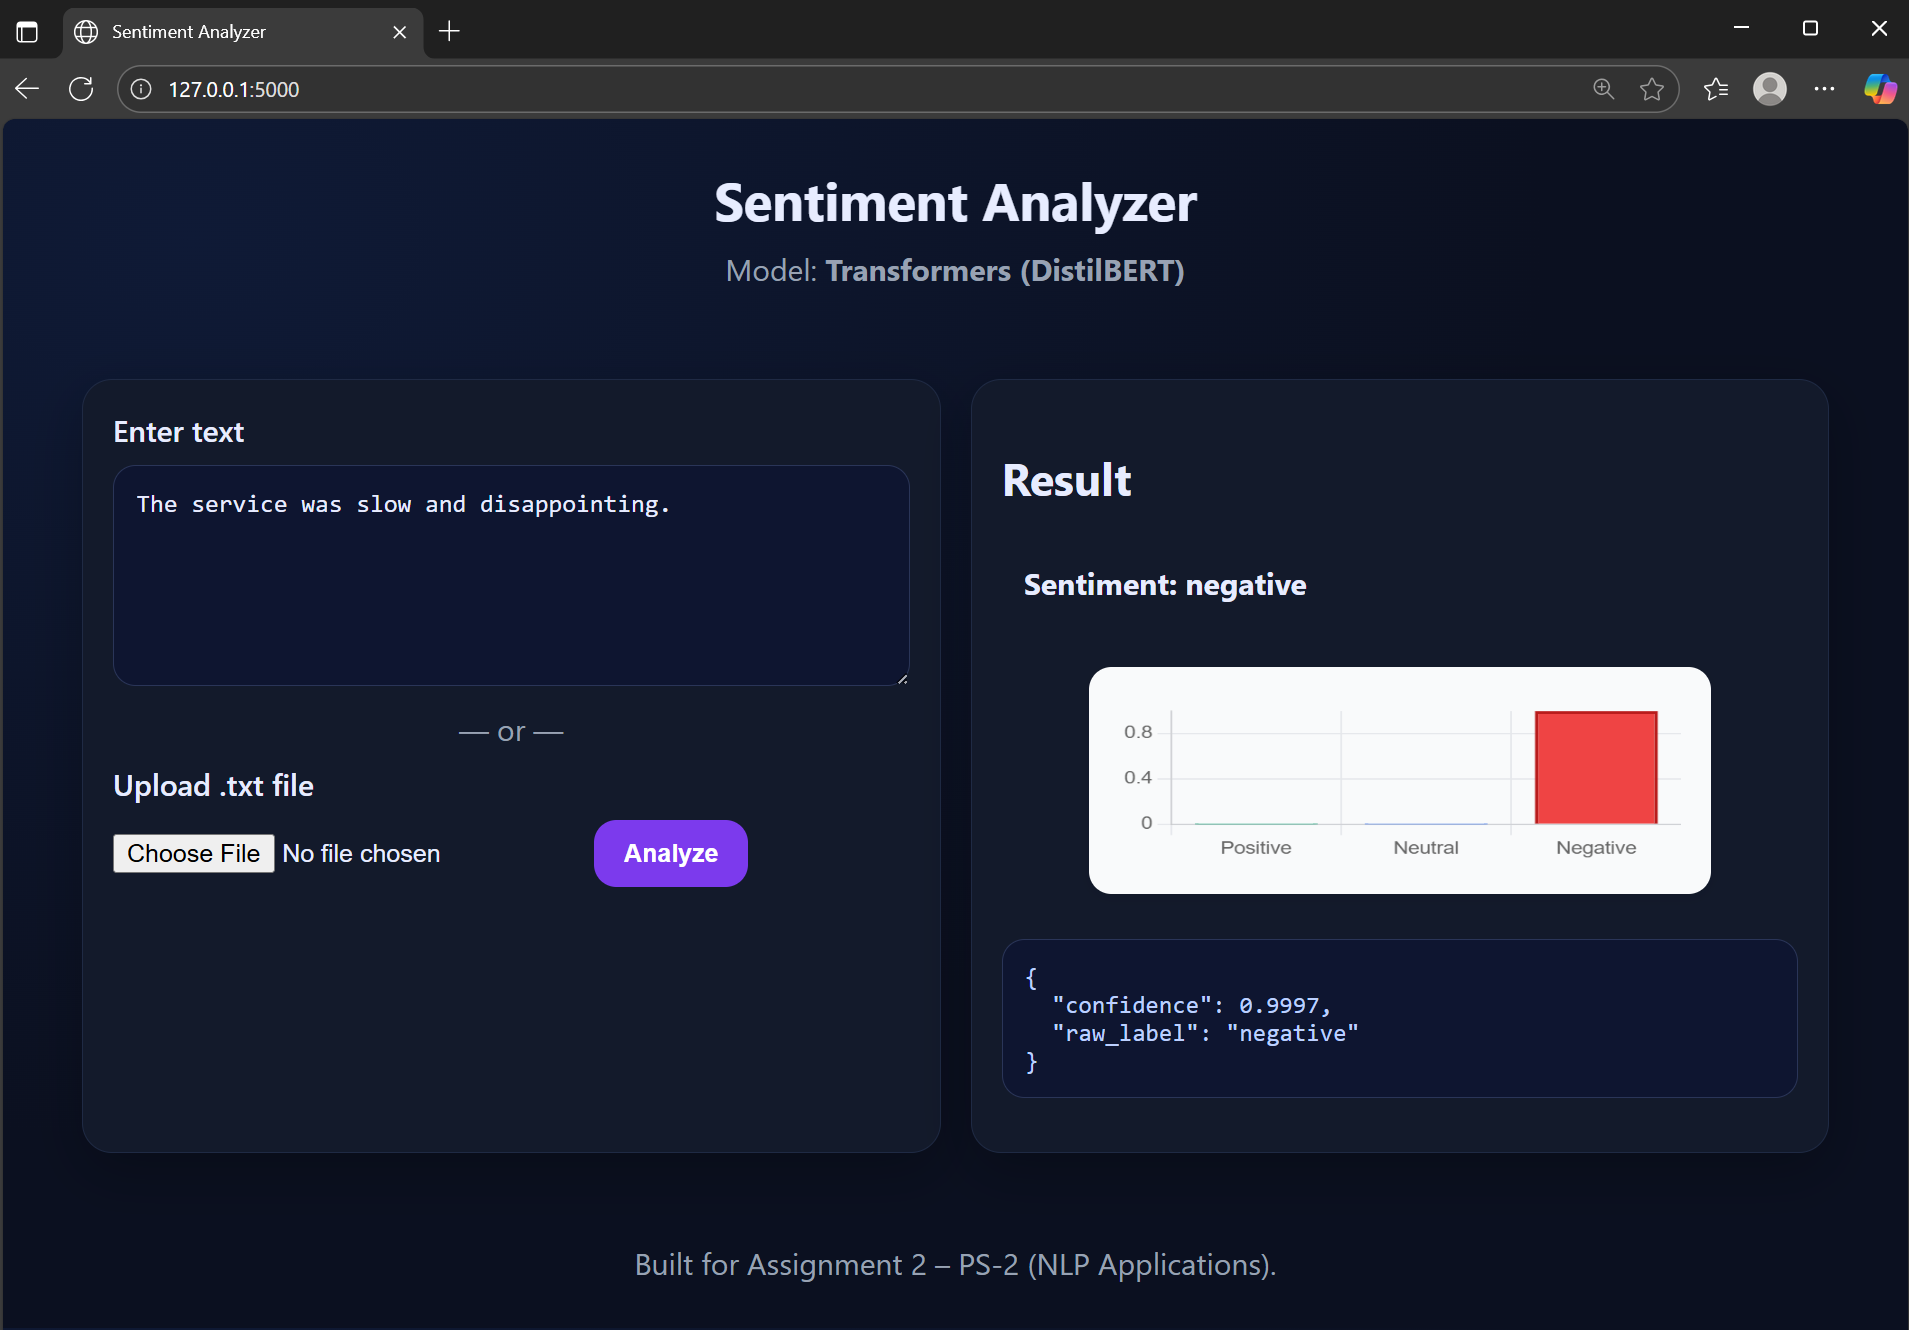 Sentiment Analyzer
127.0.0.1:5000
Sentiment Analyzer
Model: Transformers (DistilBERT)
Enter text
The service was slow and disappointing.
— or —
Upload .txt file
Choose File No file chosen
Analyze
Result
Sentiment: negative
0.8
0.4
0
Positive Neutral Negative
{
"confidence": 0.9997,
"raw_label": "negative"
}
Built for Assignment 2 – PS-2 (NLP Applications).